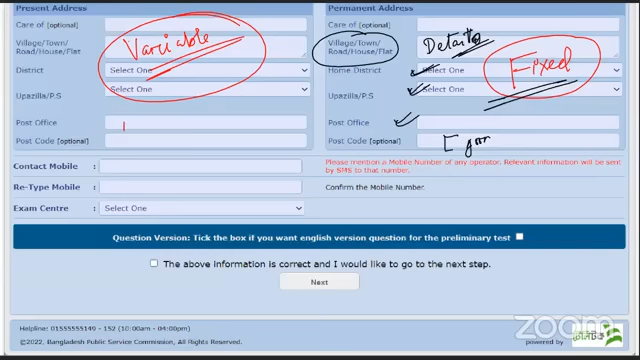 Present Address Permanent Address
Care of [optional] Care of [optional]
Village/Town/ Road/House/Flat Variable Village/Town/ Road/House/Flat Details
District Select One Home District Select One Fixed
Upazilla/P.S Select One Upazilla/P.S Select One
Post Office Post Office
Post Code [optional] Post Code [optional]
Contact Mobile : Please mention a Mobile Number of any operator. Relevant information will be sent
by SMS to that number.
Re-Type Mobile : Confirm the Mobile Number.
Exam Centre : Select One
Question Version: Tick the box if you want english version question for the preliminary test
The above information is correct and I would like to go to the next step.
Next
zoom
Helpline: 01555555149 - 152 (10:00am - 04:00pm)
©2022, Bangladesh Public Service Commission, All Rights Reserved. powered by টেলিটক